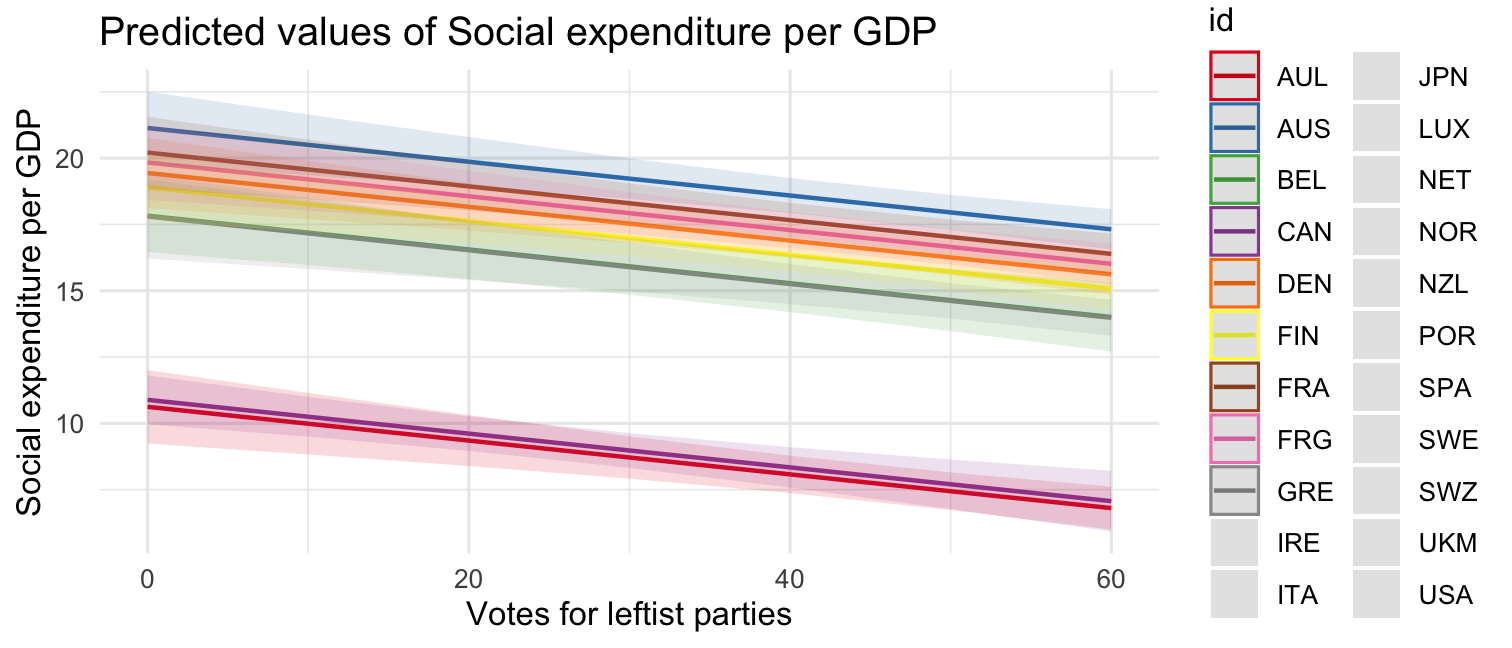 Predicted values of Social expenditure per GDP
Social expenditure per GDP
20
15
10
0
20
40
60
Votes for leftist parties
id
AUL
AUS
BEL
CAN
DEN
FIN
FRA
FRG
GRE
IRE
ITA
JPN
LUX
NET
NOR
NZL
POR
SPA
SWE
SWZ
UKM
USA